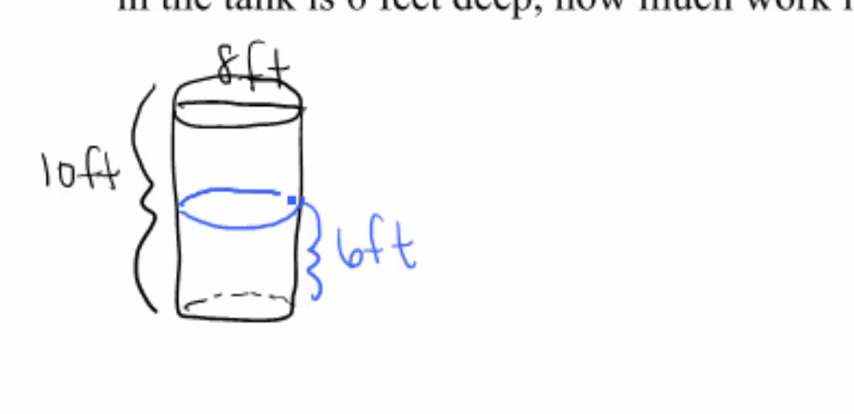 in the tank is 6 feet deep, how much work
8ft
10ft
6ft